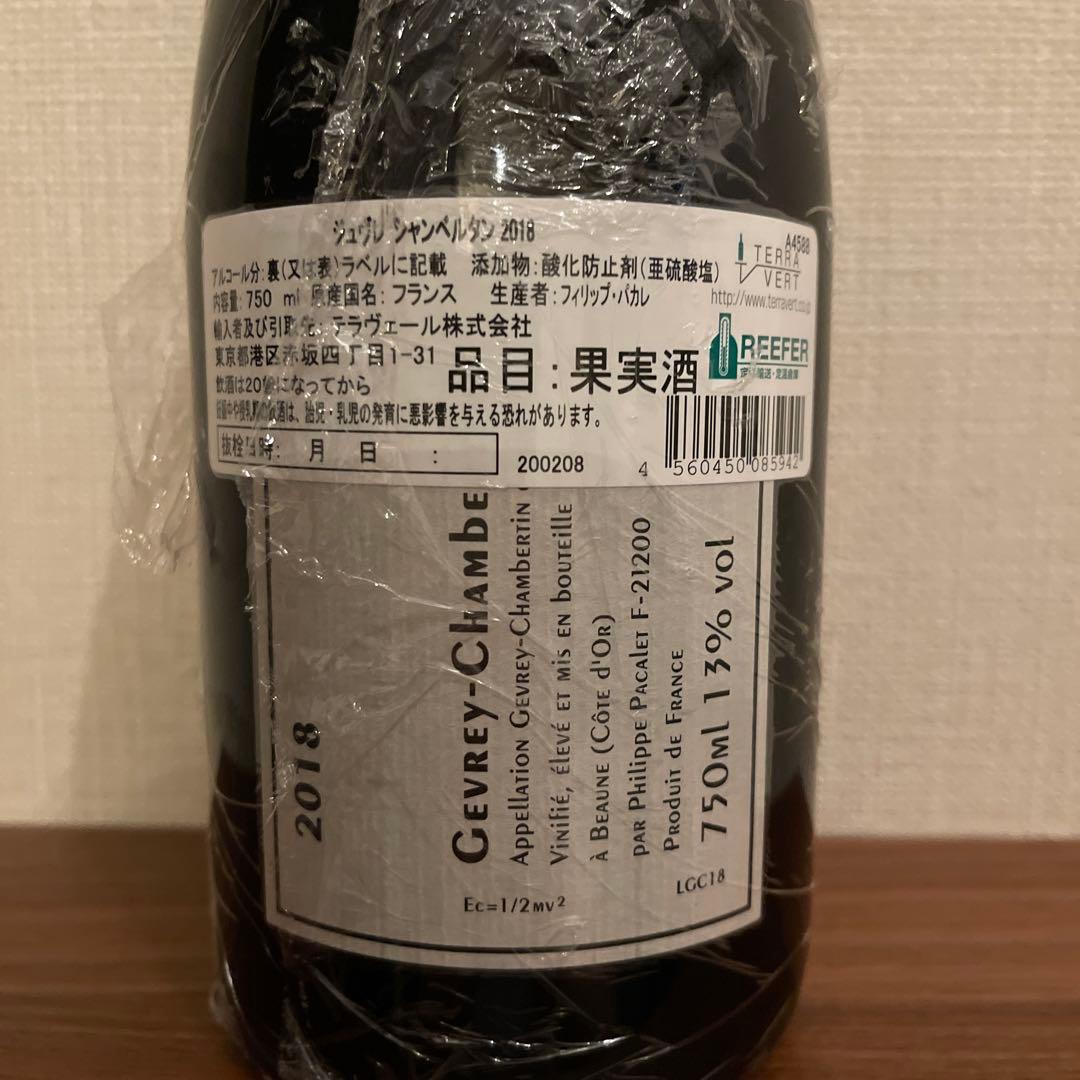 ジュヴレ シャンベルタン 2018
A4588
TERRA
VERT
アルコール分:裏(又は表)ラベルに記載 添加物:酸化防止剤(亜硫酸塩)
http://www.terravert.co.jp
内容量:750 ml 原産国名:フランス 生産者:フィリップ・パカレ
輸入者及び引取先:テラヴェール株式会社
東京都港区赤坂四丁目1-31
品目:果実酒
REEFER
定温輸送・定温倉庫
飲酒は20歳になってから
妊娠中や授乳期の飲酒は、胎児・乳児の発育に悪影響を与える恐れがあります。
抜栓日時: 月 日 :
200208
4 560450 085942
2018
Gevrey-Chambe
Appellation Gevrey-Chambertin
Vinifié, élevé et mis en bouteille
à Beaune (Côte d'Or)
par Philippe Pacalet F-21200
Produit de France
750ml 13% vol
LGC18
Ec=1/2mv²